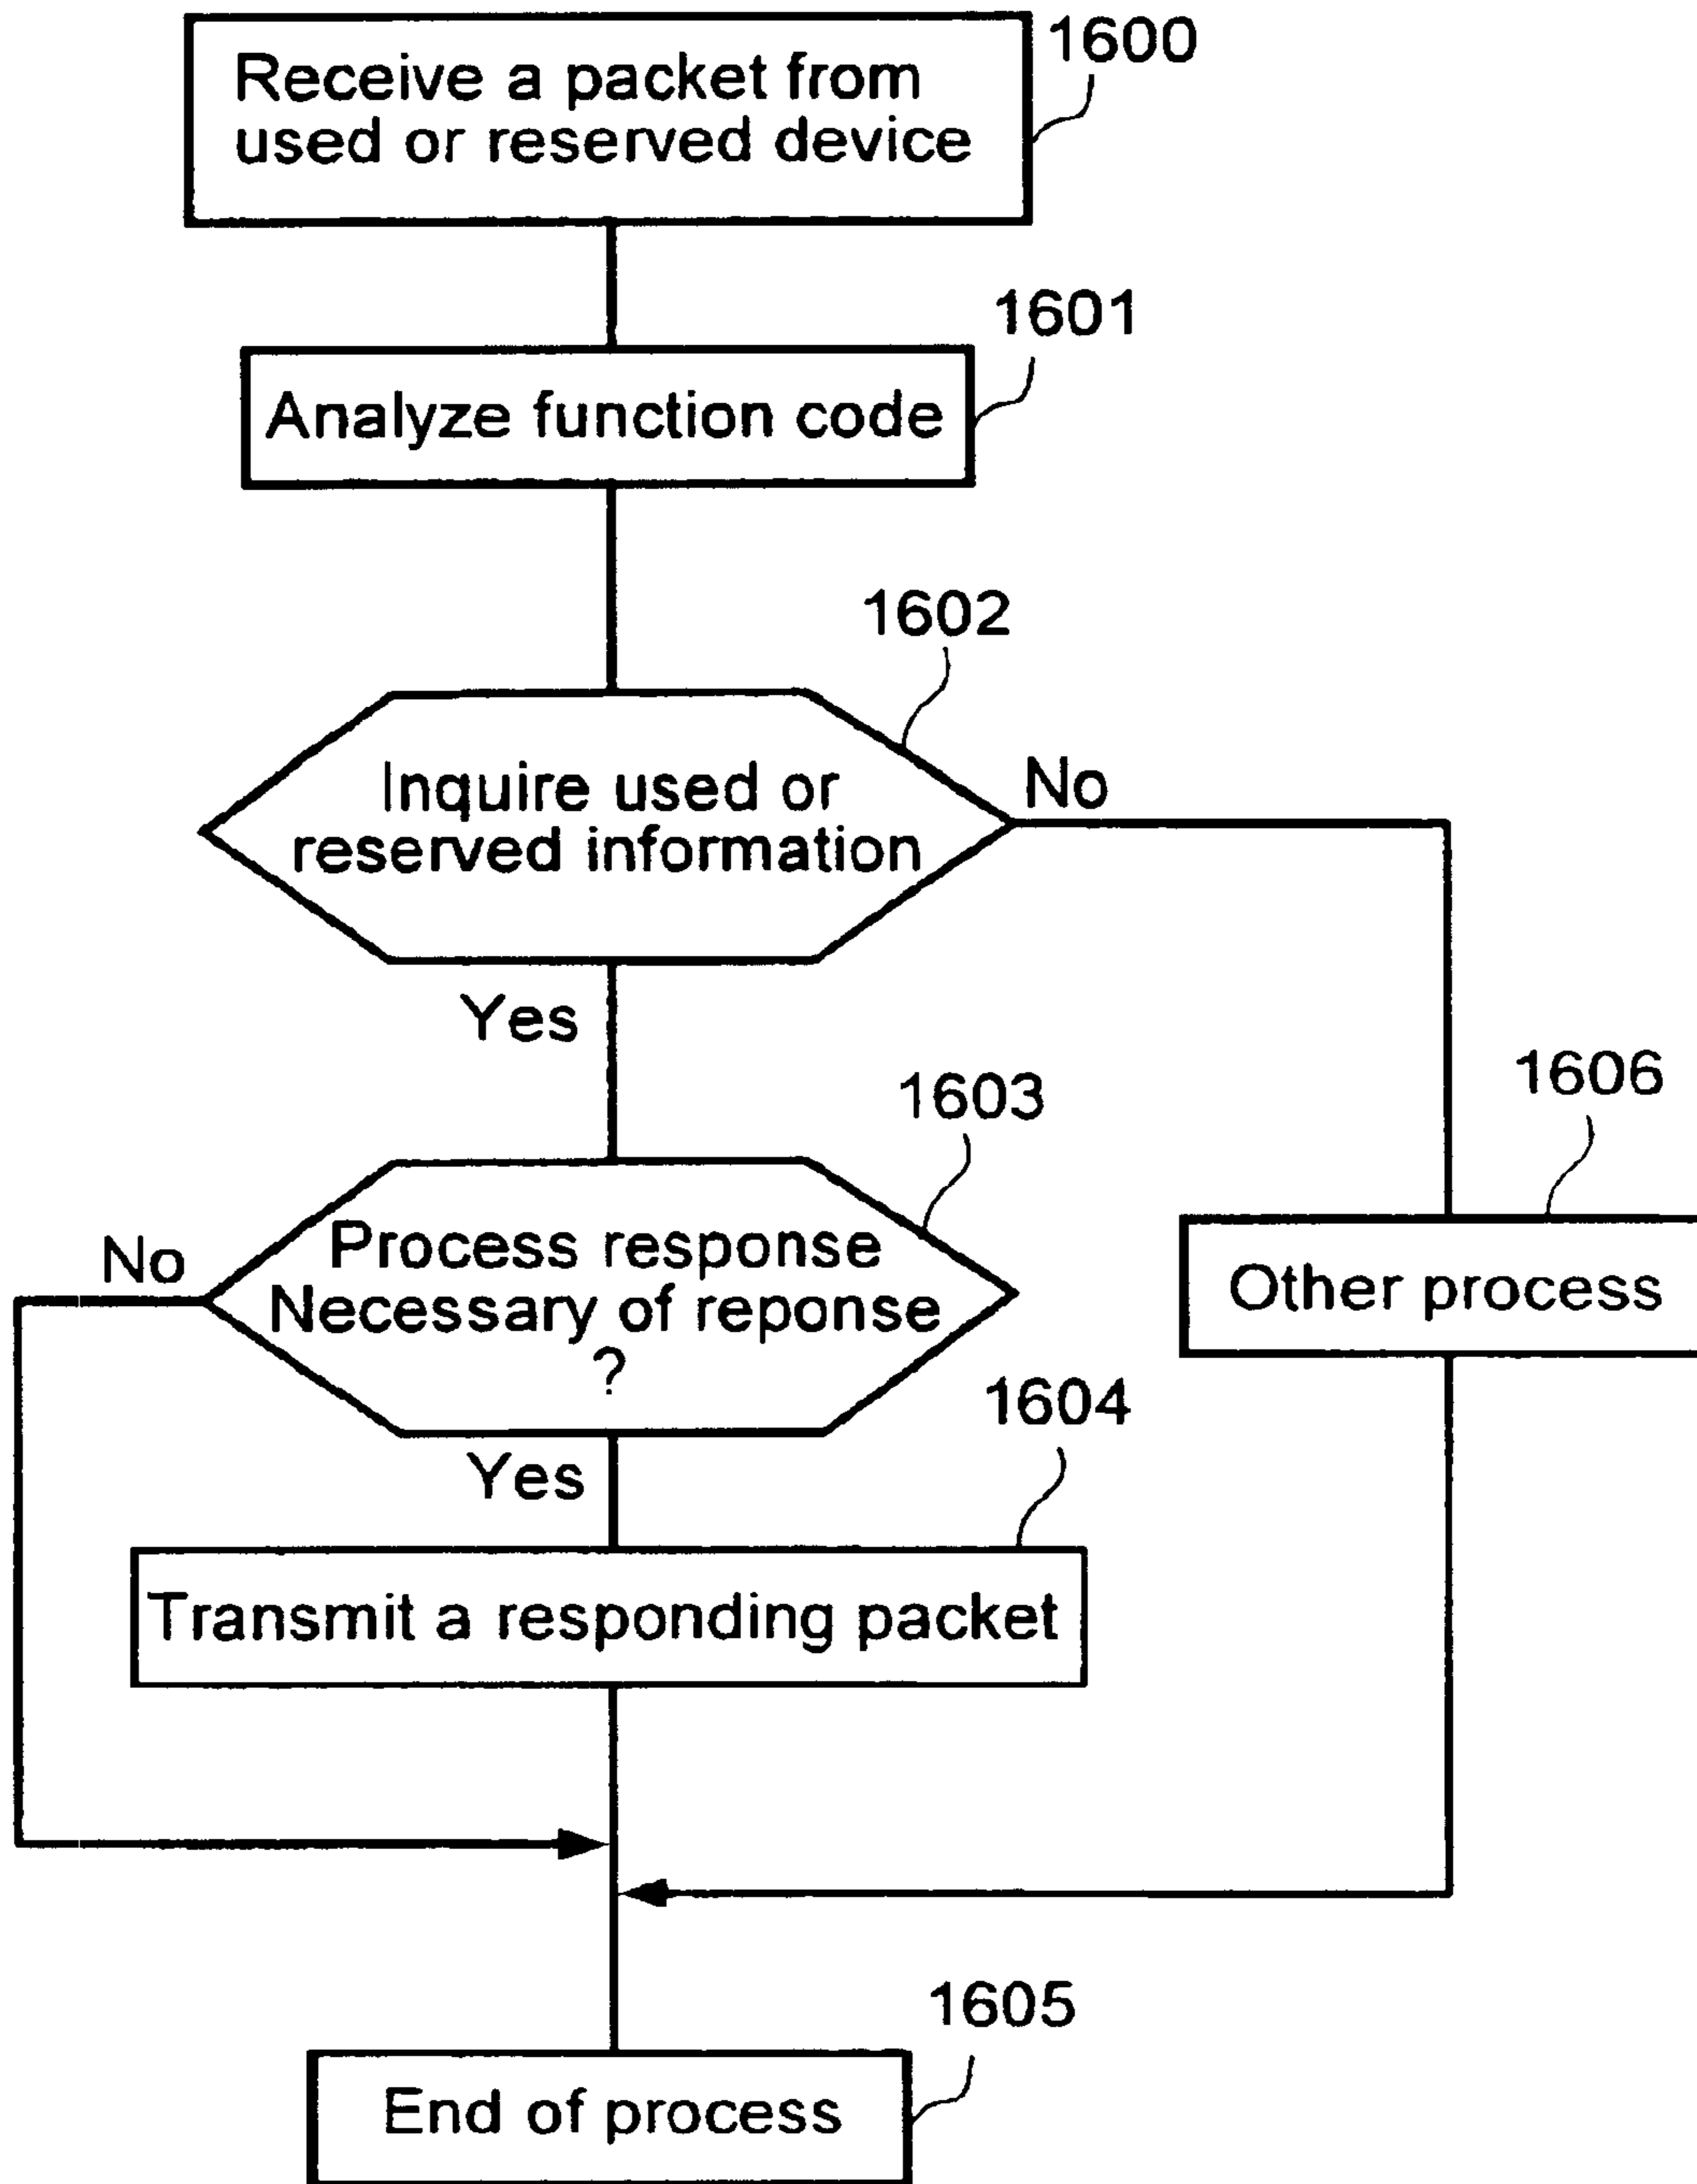 1600
Receive a packet from
used or reserved device
1601
Analyze function code
1602
Inquire used or
reserved information
No
Yes
1603
1606
No
Process response
Necessary of reponse
?
Other process
1604
Yes
Transmit a responding packet
1605
End of process